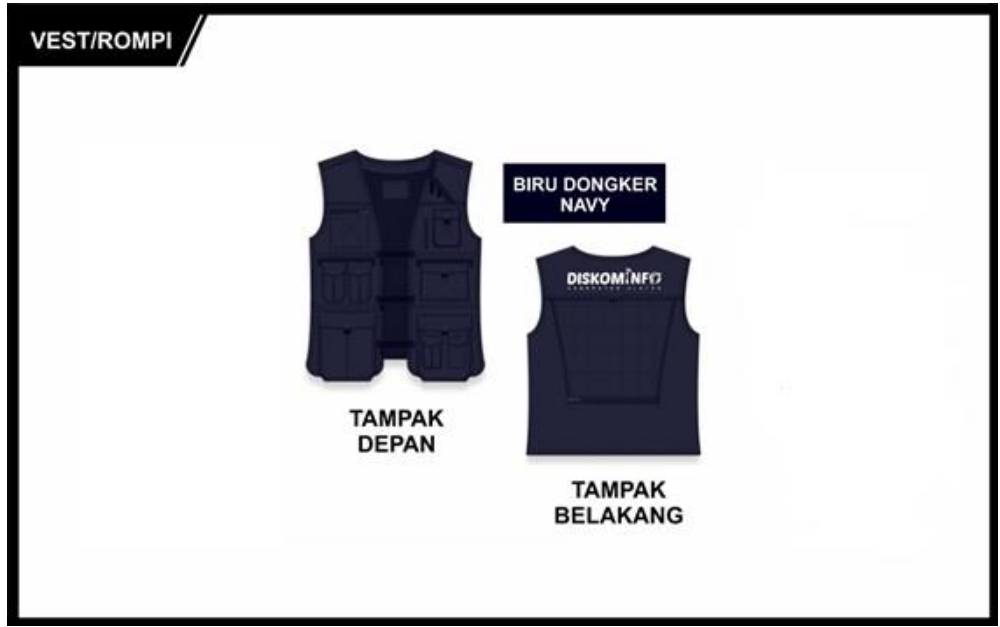 VEST/ROMPI
BIRU DONGKER
NAVY
DISKOMINFO
TAMPAK
DEPAN
TAMPAK
BELAKANG